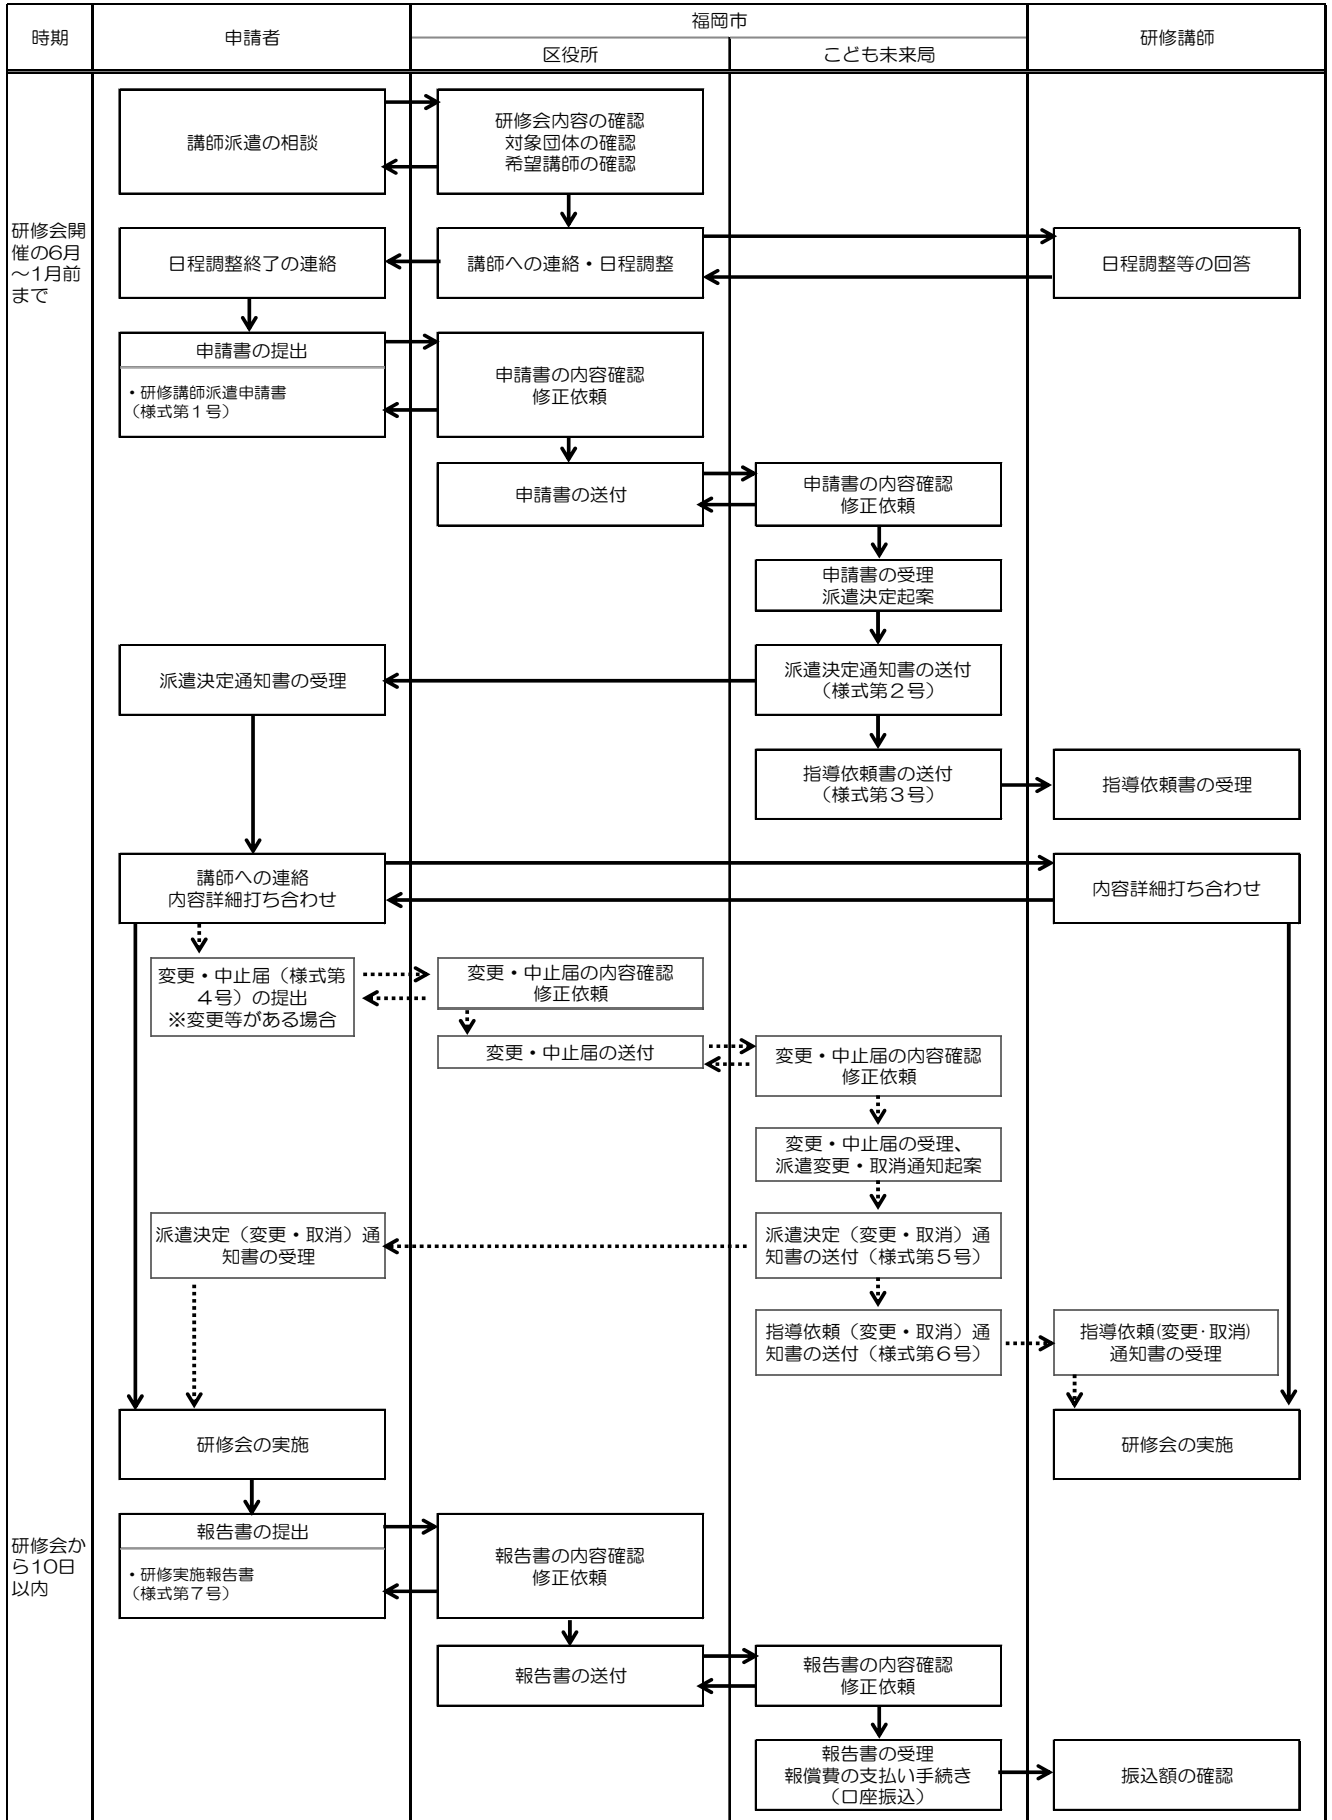 時期
申請者
福岡市
区役所
こども未来局
研修講師
講師派遣の相談
研修会内容の確認
対象団体の確認
希望講師の確認
研修会開
催の6月
～1月前
まで
日程調整終了の連絡
講師への連絡・日程調整
日程調整等の回答
申請書の提出
・研修講師派遣申請書
（様式第１号）
申請書の内容確認
修正依頼
申請書の送付
申請書の内容確認
修正依頼
申請書の受理
派遣決定起案
派遣決定通知書の受理
派遣決定通知書の送付
（様式第２号）
指導依頼書の送付
（様式第３号）
指導依頼書の受理
講師への連絡
内容詳細打ち合わせ
内容詳細打ち合わせ
変更・中止届（様式第
４号）の提出
※変更等がある場合
変更・中止届の内容確認
修正依頼
変更・中止届の送付
変更・中止届の内容確認
修正依頼
変更・中止届の受理、
派遣変更・取消通知起案
派遣決定（変更・取消）通
知書の受理
派遣決定（変更・取消）通
知書の送付（様式第５号）
指導依頼（変更・取消）通
知書の送付（様式第６号）
指導依頼(変更･取消)
通知書の受理
研修会の実施
研修会の実施
研修会か
ら10日
以内
報告書の提出
・研修実施報告書
（様式第７号）
報告書の内容確認
修正依頼
報告書の送付
報告書の内容確認
修正依頼
報告書の受理
報償費の支払い手続き
（口座振込）
振込額の確認